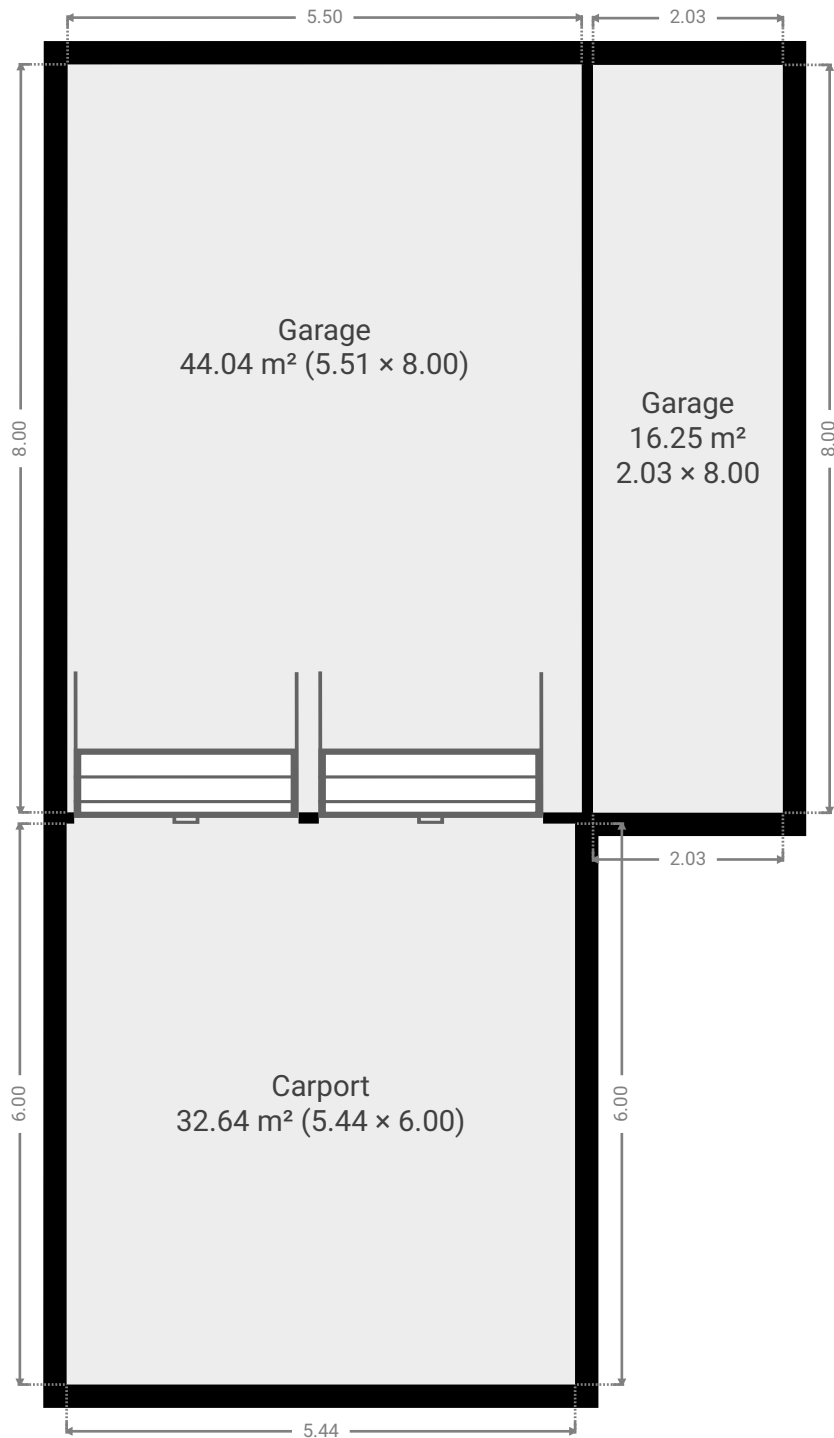 5.50
2.03
Garage
44.04 m² (5.51 × 8.00)
8.00
Garage
16.25 m²
2.03 × 8.00
8.00
2.03
Carport
32.64 m² (5.44 × 6.00)
6.00
6.00
5.44